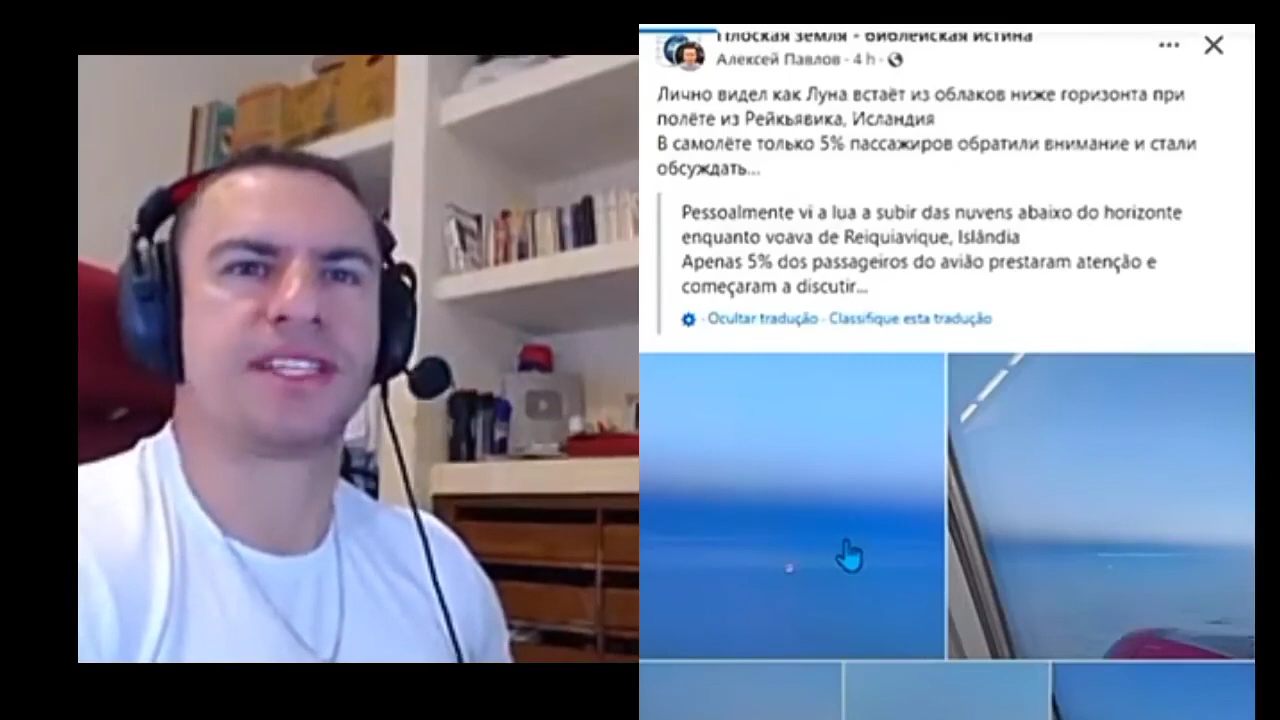 Плоская земля - библейская истина
Алексей Павлов · 4 h ·
Лично видел как Луна встаёт из облаков ниже горизонта при
полёте из Рейкьявика, Исландия
В самолёте только 5% пассажиров обратили внимание и стали
обсуждать...
Pessoalmente vi a lua a subir das nuvens abaixo do horizonte
enquanto voava de Reiquiavique, Islândia
Apenas 5% dos passageiros do avião prestaram atenção e
começaram a discutir...
· Ocultar tradução · Classifique esta tradução